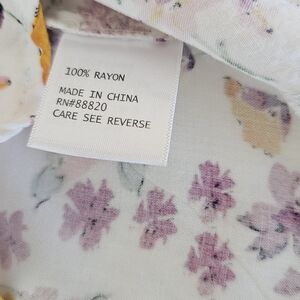 100% RAYON
MADE IN CHINA
RN#88820
CARE SEE REVERSE